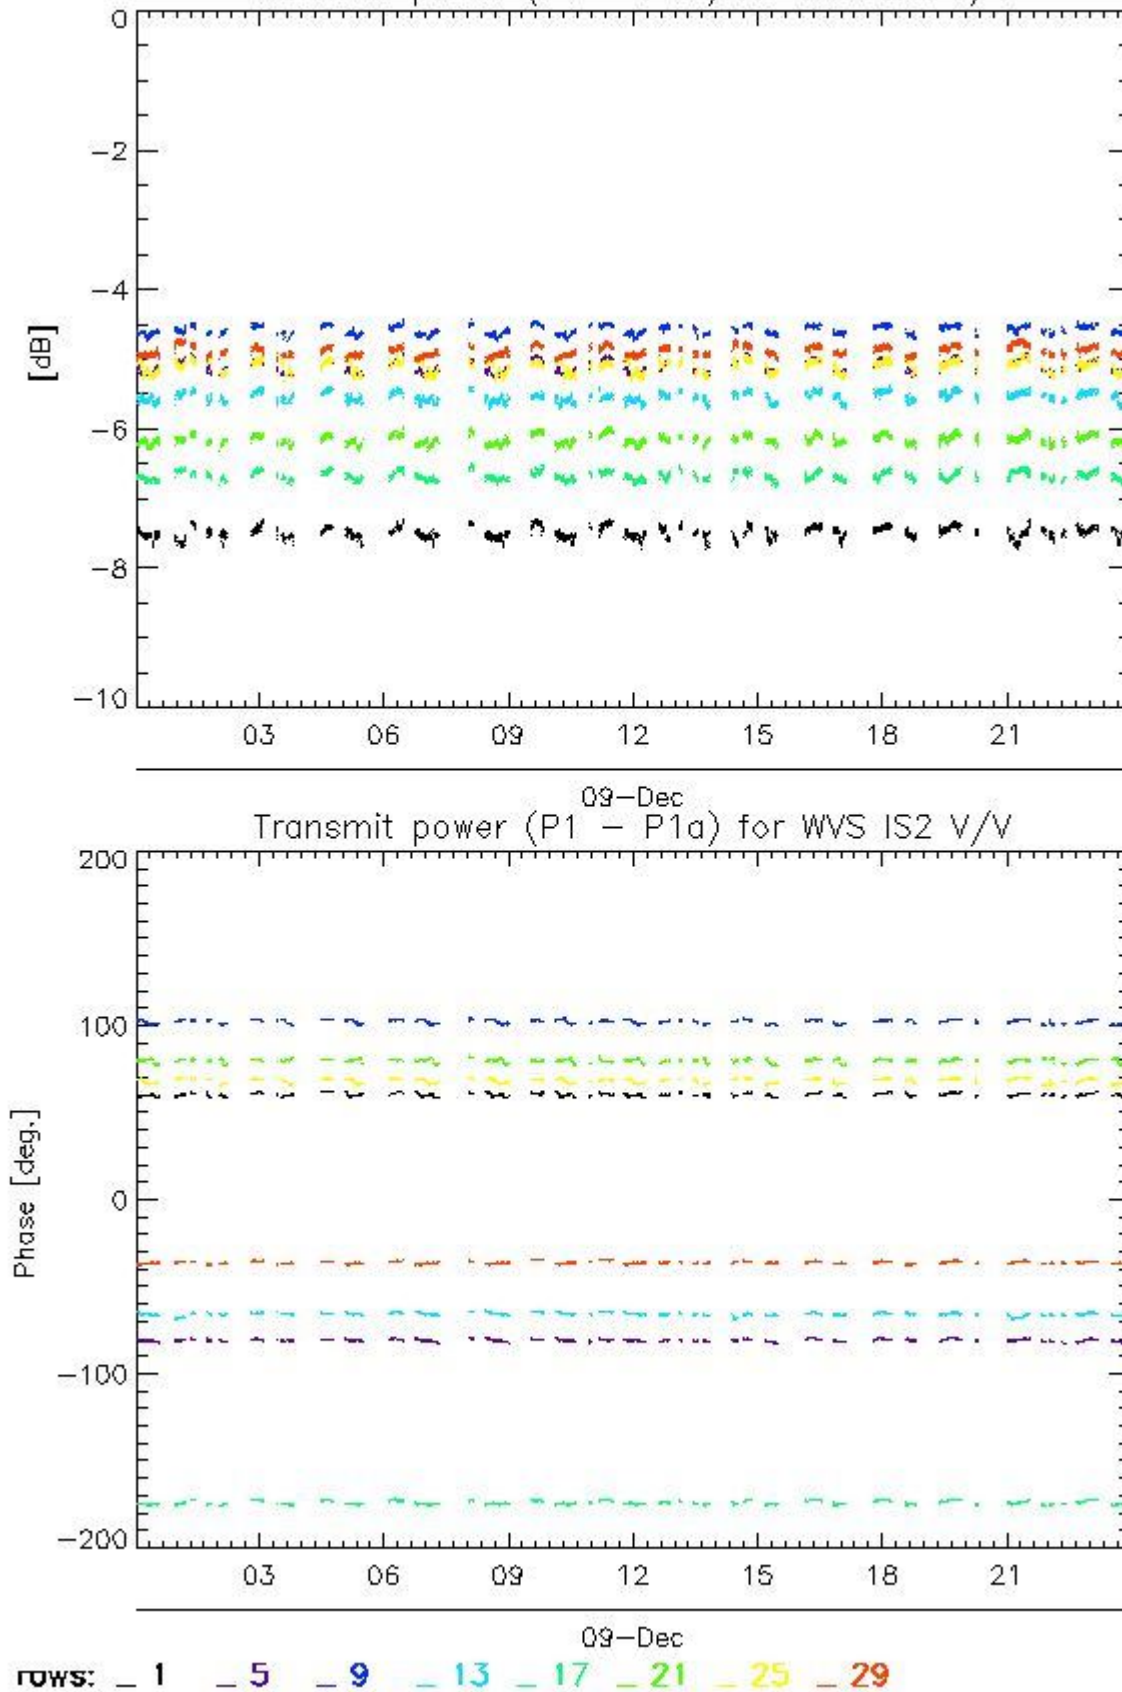 0
−2
−4
[dB]
−6
−8
−10
03 06 09 12 15 18 21
09−Dec
Transmit power (P1 − P1a) for WVS IS2 V/V
200
100
Phase [deg.]
0
−100
−200
03 06 09 12 15 18 21
09−Dec
rows: _ 1 _ 5 _ 9 _ 13 _ 17 _ 21 _ 25 _ 29